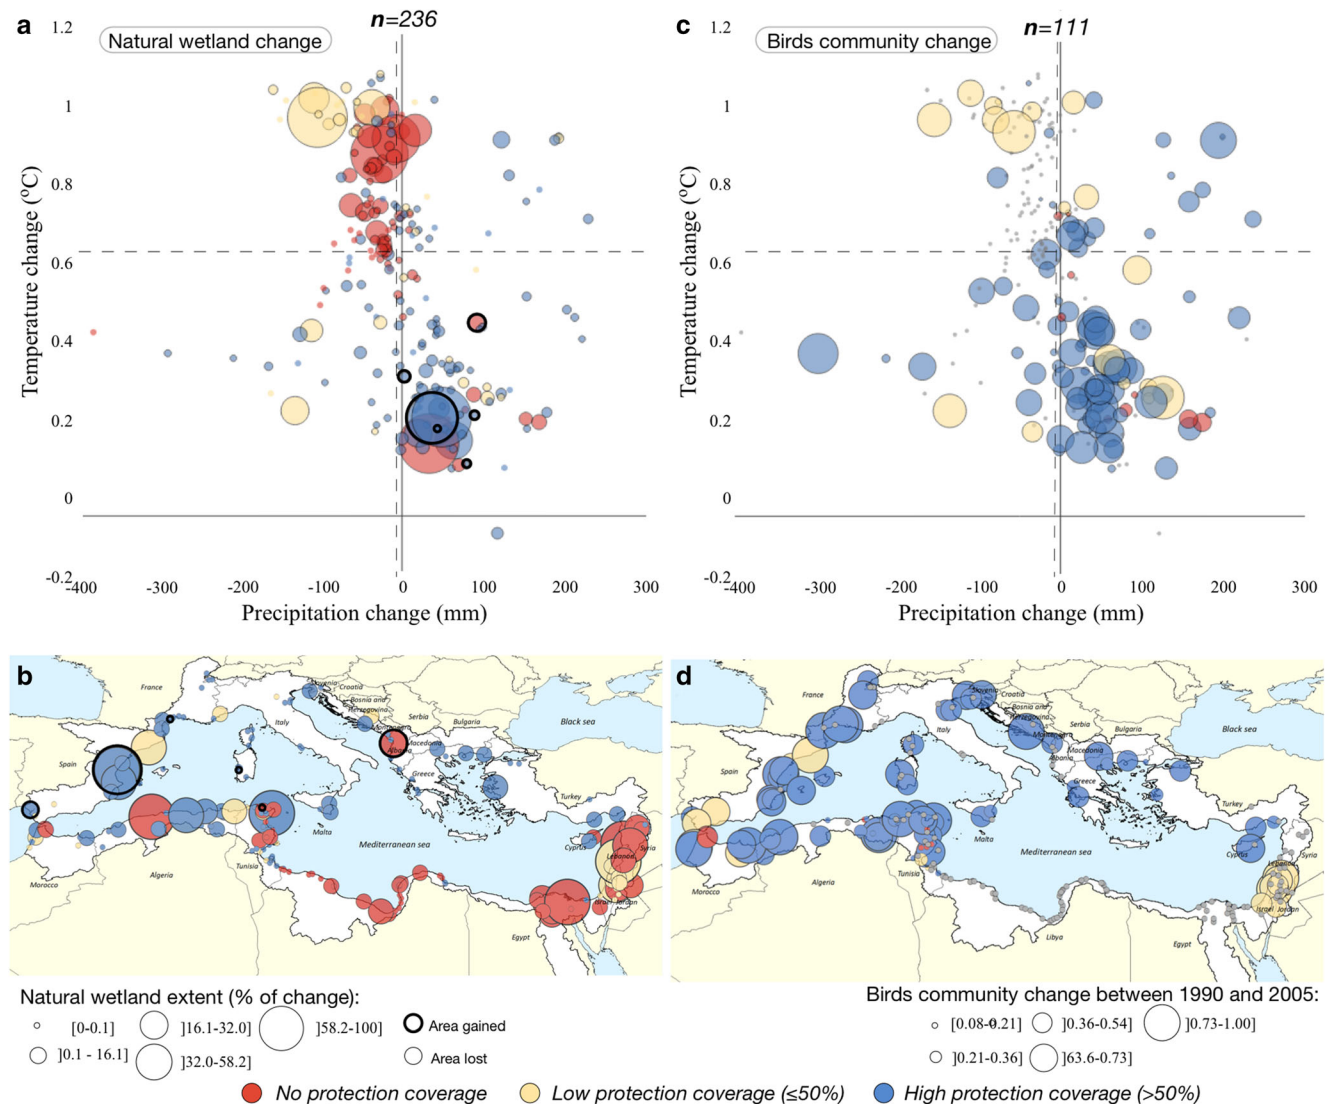 a
1.2
n=236
Natural wetland change
1
0.8
0.6
0.4
0.2
0
-0.2
Temperature change (°C)
-400
-300
-200
-100
0
100
200
300
Precipitation change (mm)
c
1.2
n=111
Birds community change
1
0.8
0.6
0.4
0.2
0
-0.2
Temperature change (°C)
-400
-300
-200
-100
0
100
200
300
Precipitation change (mm)
b
France
Slovenia
Croatia
Bosnia and
Herzegovina
Serbia
Montenegro
Bulgaria
Black sea
Italy
Macedonia
Albania
Spain
Greece
Turkey
Malta
Mediterranean sea
Cyprus
Syria
Lebanon
Tunisia
Algeria
Morocco
Israel
Jordan
Egypt
d
France
Slovenia
Croatia
Bosnia and
Herzegovina
Serbia
Montenegro
Bulgaria
Black sea
Italy
Macedonia
Albania
Spain
Greece
Turkey
Malta
Mediterranean sea
Cyprus
Syria
Lebanon
Tunisia
Algeria
Morocco
Israel
Jordan
Libya
Egypt
Natural wetland extent (% of change):
[0-0.1]
]16.1-32.0]
]58.2-100]
Area gained
]0.1 - 16.1]
]32.0-58.2]
Area lost
Birds community change between 1990 and 2005:
[0.08-0.21]
]0.36-0.54]
]0.73-1.00]
]0.21-0.36]
]63.6-0.73]
No protection coverage
Low protection coverage (≤50%)
High protection coverage (>50%)